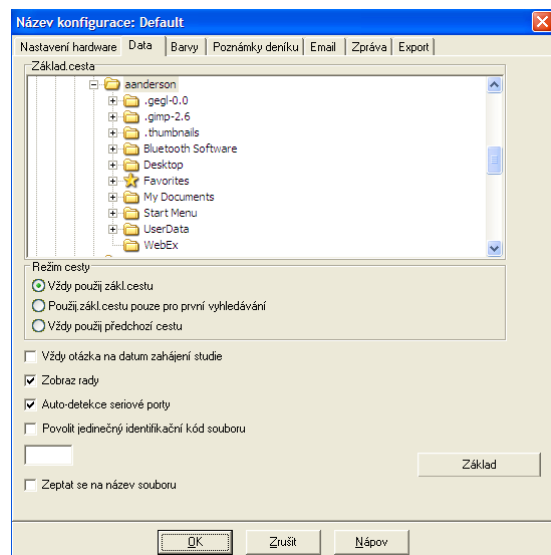 Název konfigurace: Default
Nastavení hardware Data Barvy Poznámky deníku Email Zpráva Export
Základ.cesta
aanderson
.gegl-0.0
.gimp-2.6
.thumbnails
Bluetooth Software
Desktop
Favorites
My Documents
Start Menu
UserData
WebEx
Režim cesty
Vždy použij zákl.cestu
Použij.zákl.cestu pouze pro první vyhledávání
Vždy použij předchozí cestu
Vždy otázka na datum zahájení studie
Zobraz rady
Auto-detekce seriové porty
Povolit jedinečný identifikační kód souboru
Základ
Zeptat se na název souboru
OK Zrušit Nápov